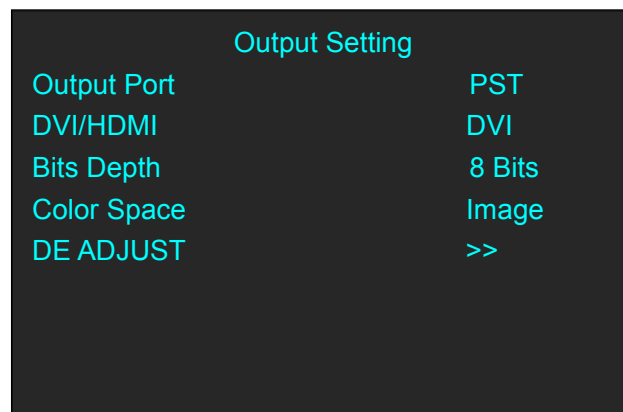 Output Setting
Output Port PST
DVI/HDMI DVI
Bits Depth 8 Bits
Color Space Image
DE ADJUST >>